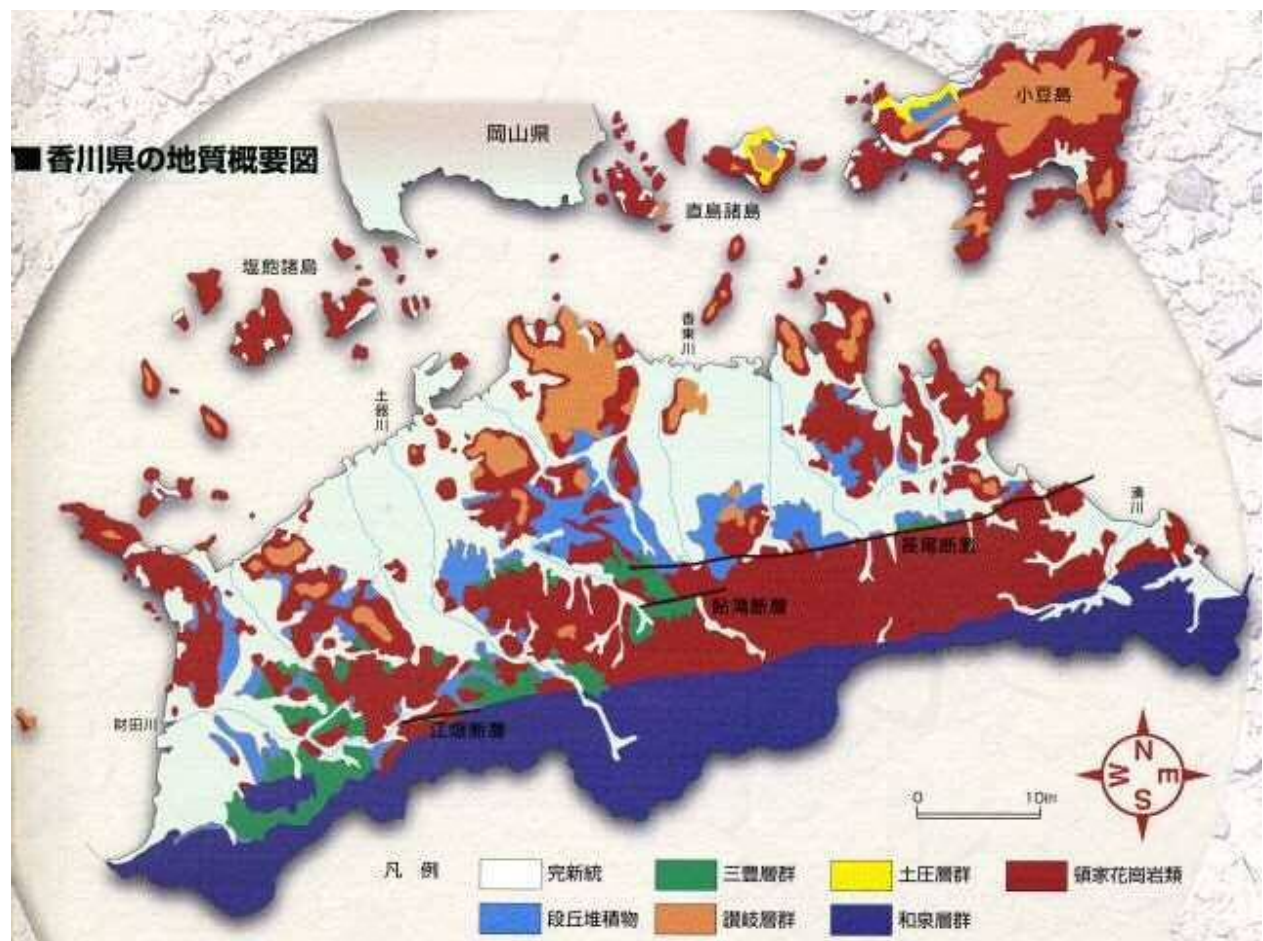 ■香川県の地質概要図
岡山県
小豆島
直島諸島
塩飽諸島
香東川
土器川
湊川
長尾断層
鮎滝断層
財田川
江畑断層
N
W E
S
0 10m
凡 例
完新統
三豊層群
土圧層群
領家花崗岩類
段丘堆積物
讃岐層群
和泉層群